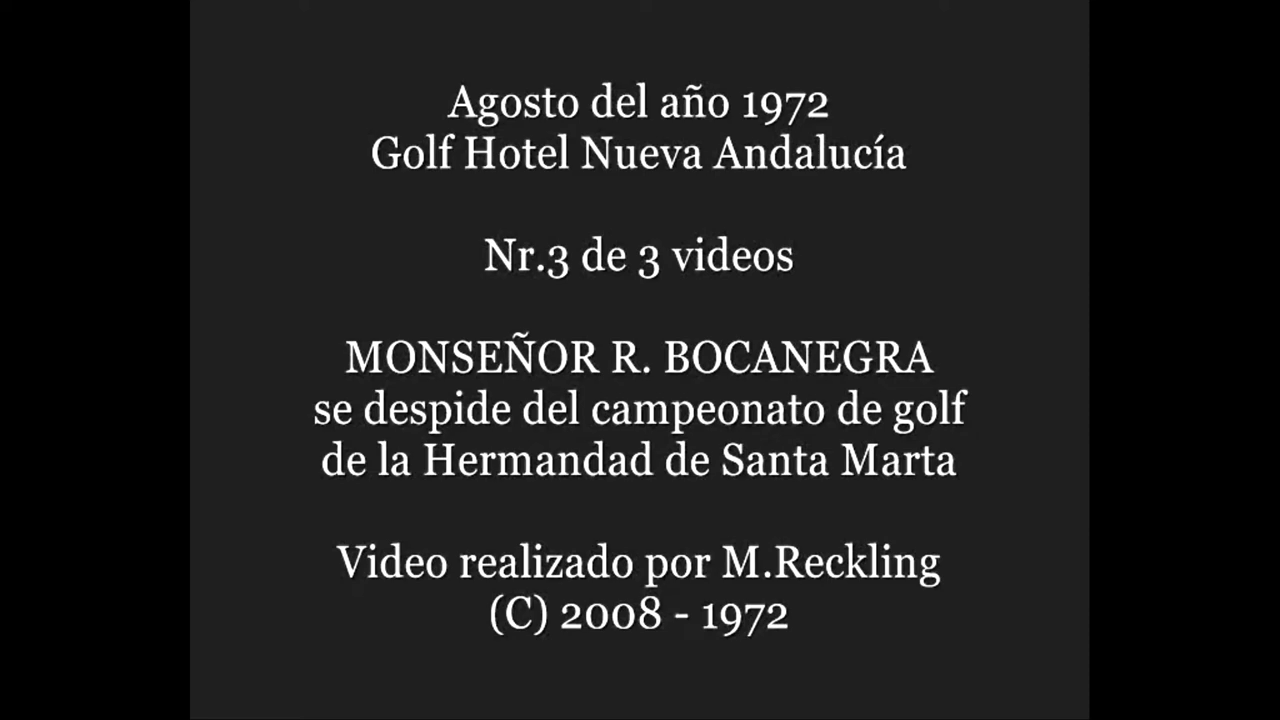 Agosto del año 1972
Golf Hotel Nueva Andalucía
Nr.3 de 3 videos
MONSEÑOR R. BOCANEGRA
se despide del campeonato de golf
de la Hermandad de Santa Marta
Video realizado por M.Reckling
(C) 2008 - 1972